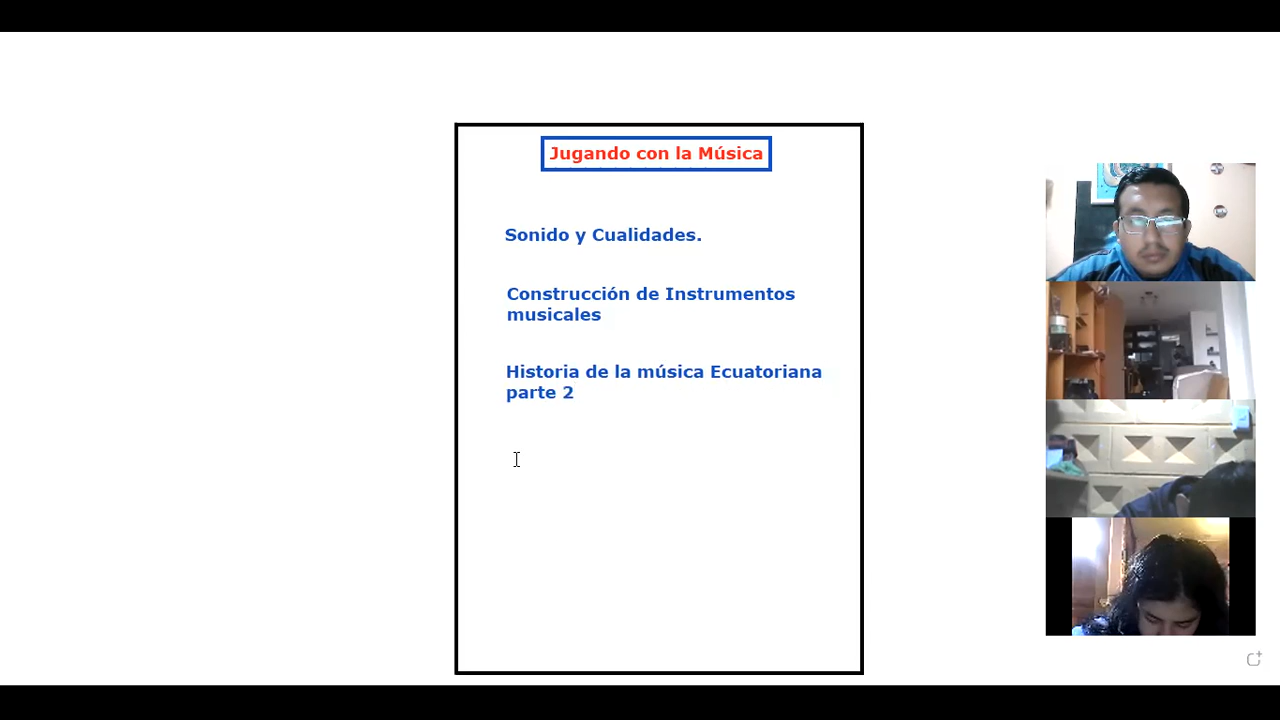 Jugando con la Música
Sonido y Cualidades.
Construcción de Instrumentos
musicales
Historia de la música Ecuatoriana
parte 2